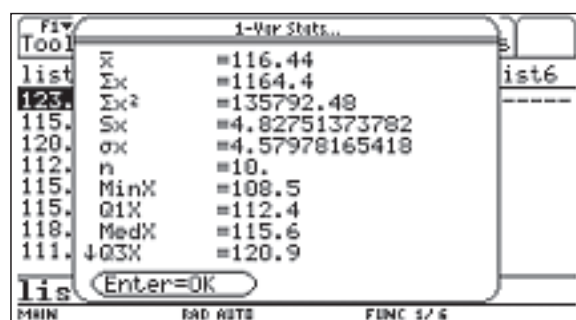 F1▼ 1-Var Stats...
Tool s
list ist6
x̄ =116.44
Σx =1164.4
Σx² =135792.48
Sx =4.82751373782
σx =4.57978165418
n =10.
MinX =108.5
Q1X =112.4
MedX =115.6
↓Q3X =120.9
123.
115.
120.
112.
115.
115.
118.
111.
Enter=OK
lis
MAIN RAD AUTO FUNC 1/6